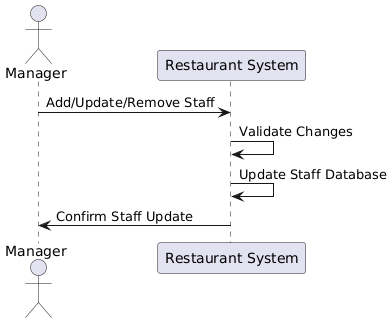 Manager
Restaurant System
Add/Update/Remove Staff
Validate Changes
Update Staff Database
Confirm Staff Update
Manager
Restaurant System